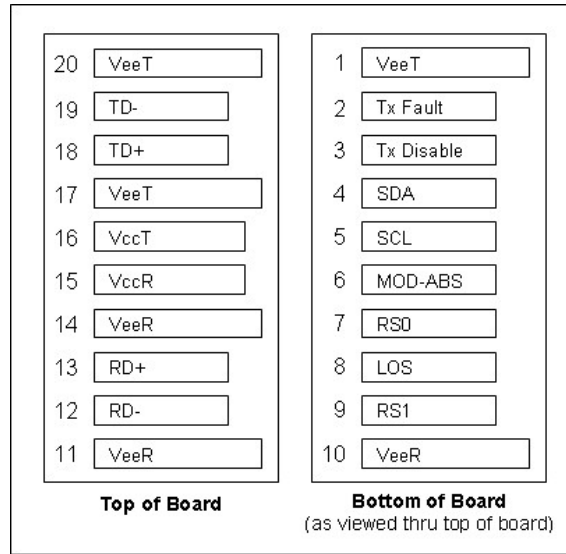 20 VeeT
19 TD-
18 TD+
17 VeeT
16 VccT
15 VccR
14 VeeR
13 RD+
12 RD-
11 VeeR
Top of Board
1 VeeT
2 Tx Fault
3 Tx Disable
4 SDA
5 SCL
6 MOD-ABS
7 RS0
8 LOS
9 RS1
10 VeeR
Bottom of Board
(as viewed thru top of board)